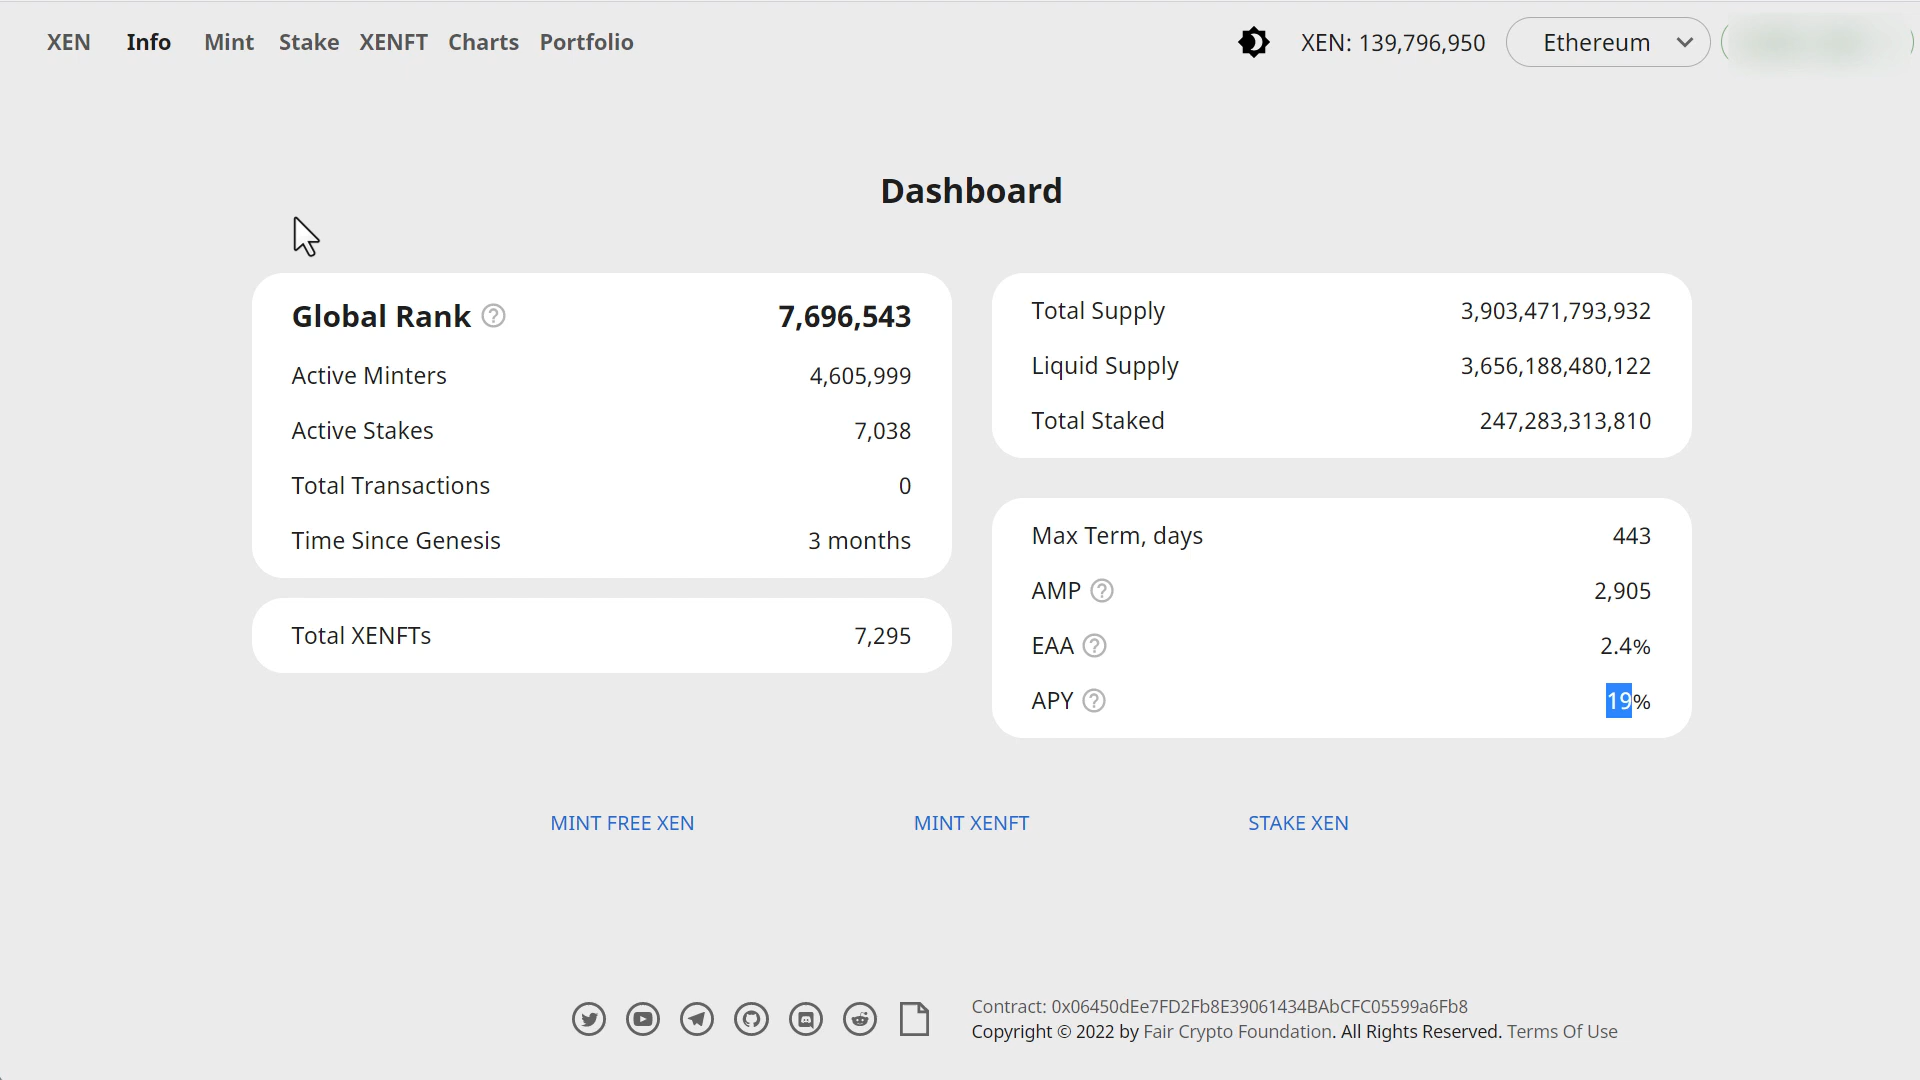 XEN Info Mint Stake XENFT Charts Portfolio XEN: 139,796,950 Ethereum
Dashboard
Global Rank ? 7,696,543
Active Minters 4,605,999
Active Stakes 7,038
Total Transactions 0
Time Since Genesis 3 months
Total XENFTs 7,295
Total Supply 3,903,471,793,932
Liquid Supply 3,656,188,480,122
Total Staked 247,283,313,810
Max Term, days 443
AMP ? 2,905
EAA ? 2.4%
APY ? 19%
MINT FREE XEN MINT XENFT STAKE XEN
Contract: 0x06450dEe7FD2Fb8E39061434BAbCFC05599a6Fb8
Copyright © 2022 by Fair Crypto Foundation. All Rights Reserved. Terms Of Use